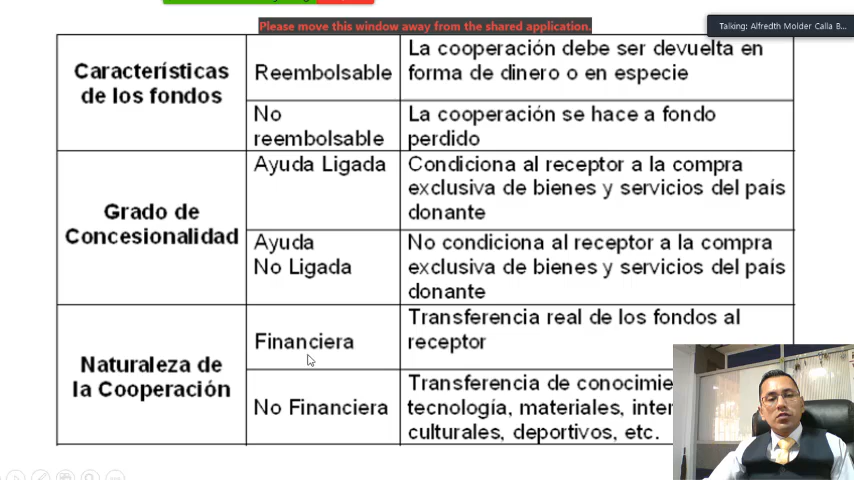 Please move this window away from the shared application.
Talking: Alfredth Molder Calla B...
Características
de los fondos
Reembolsable
La cooperación debe ser devuelta en
forma de dinero o en especie
No
reembolsable
La cooperación se hace a fondo
perdido
Grado de
Concesionalidad
Ayuda Ligada
Condiciona al receptor a la compra
exclusiva de bienes y servicios del país
donante
Ayuda
No Ligada
No condiciona al receptor a la compra
exclusiva de bienes y servicios del país
donante
Naturaleza de
la Cooperación
Financiera
Transferencia real de los fondos al
receptor
No Financiera
Transferencia de conocimie
tecnología, materiales, inter
culturales, deportivos, etc.